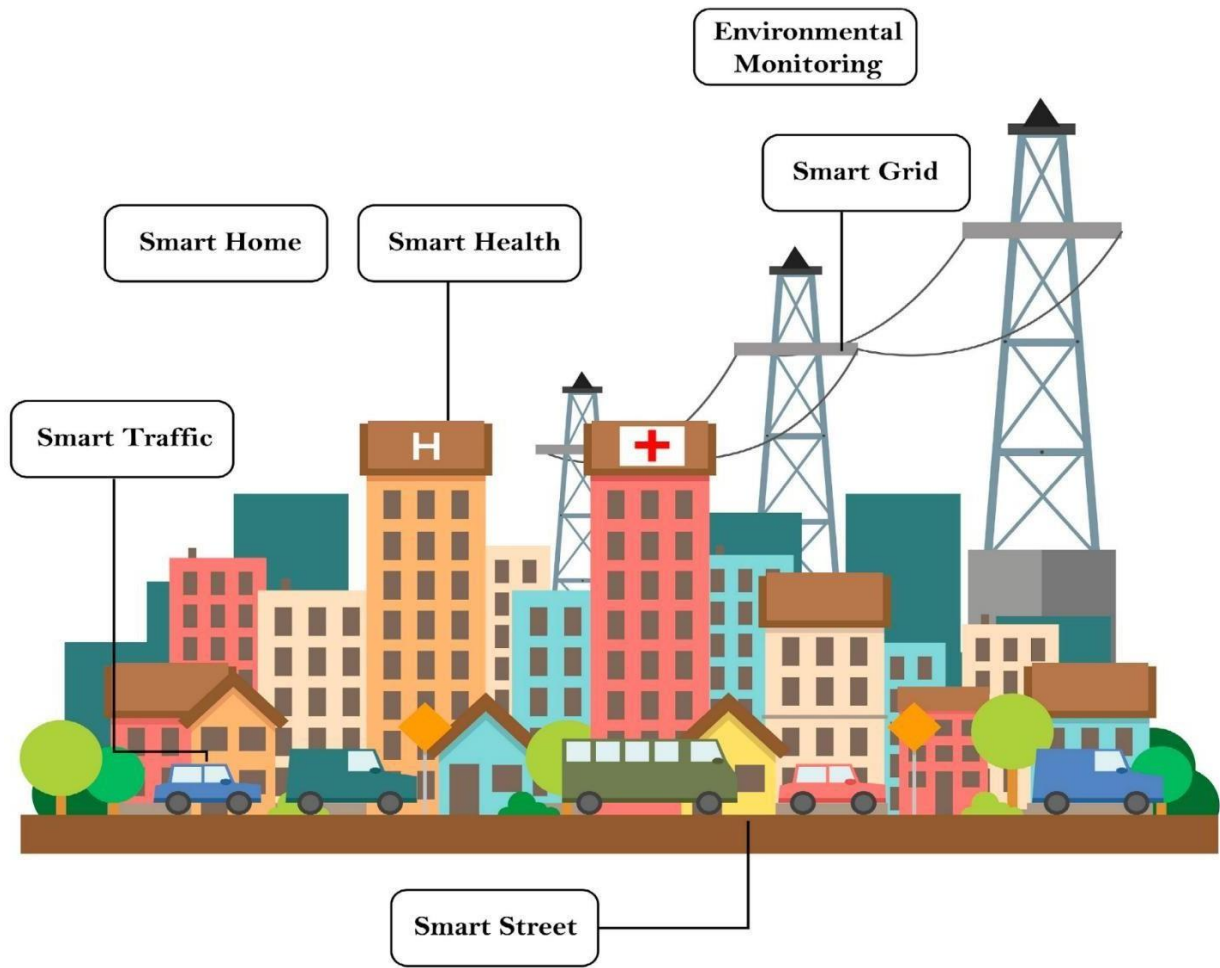 Environmental
Monitoring
Smart Grid
Smart Home
Smart Health
Smart Traffic
H
Smart Street